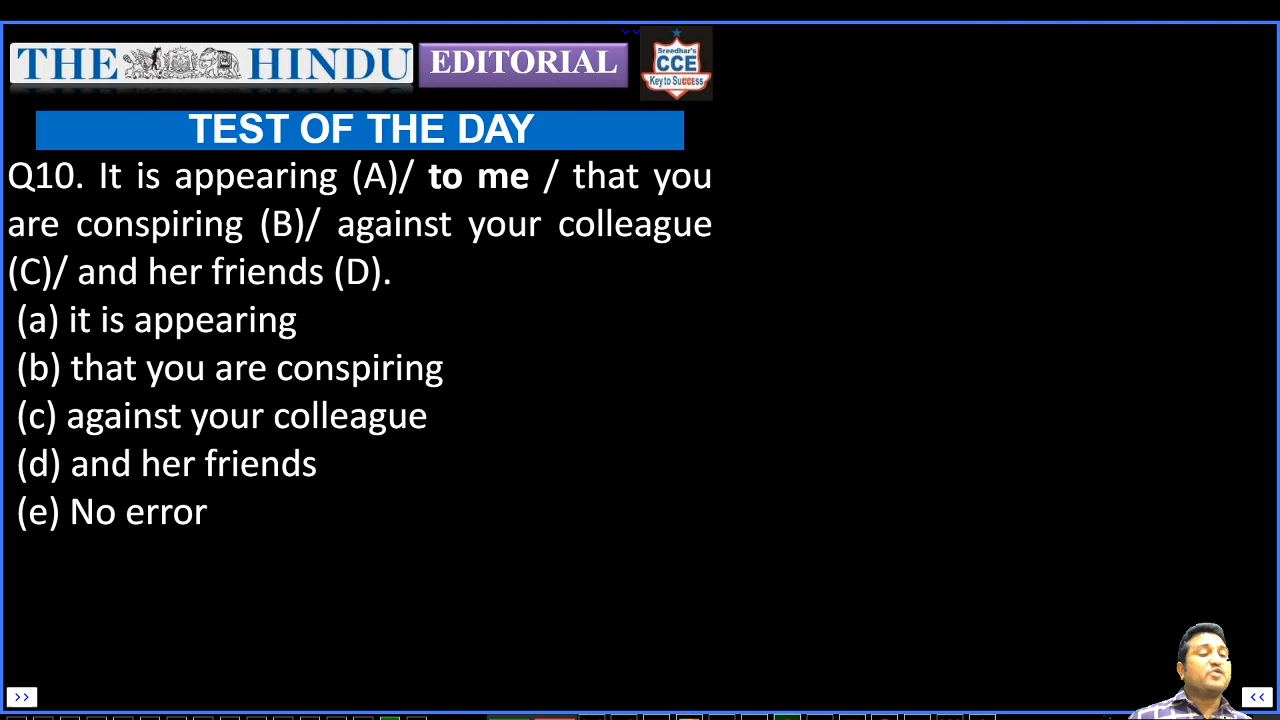 THE HINDU EDITORIAL
Sreedhar's
CCE
Key to SuCCEss
TEST OF THE DAY
Q10. It is appearing (A)/ to me / that you
are conspiring (B)/ against your colleague
(C)/ and her friends (D).
(a) it is appearing
(b) that you are conspiring
(c) against your colleague
(d) and her friends
(e) No error
>>
<<